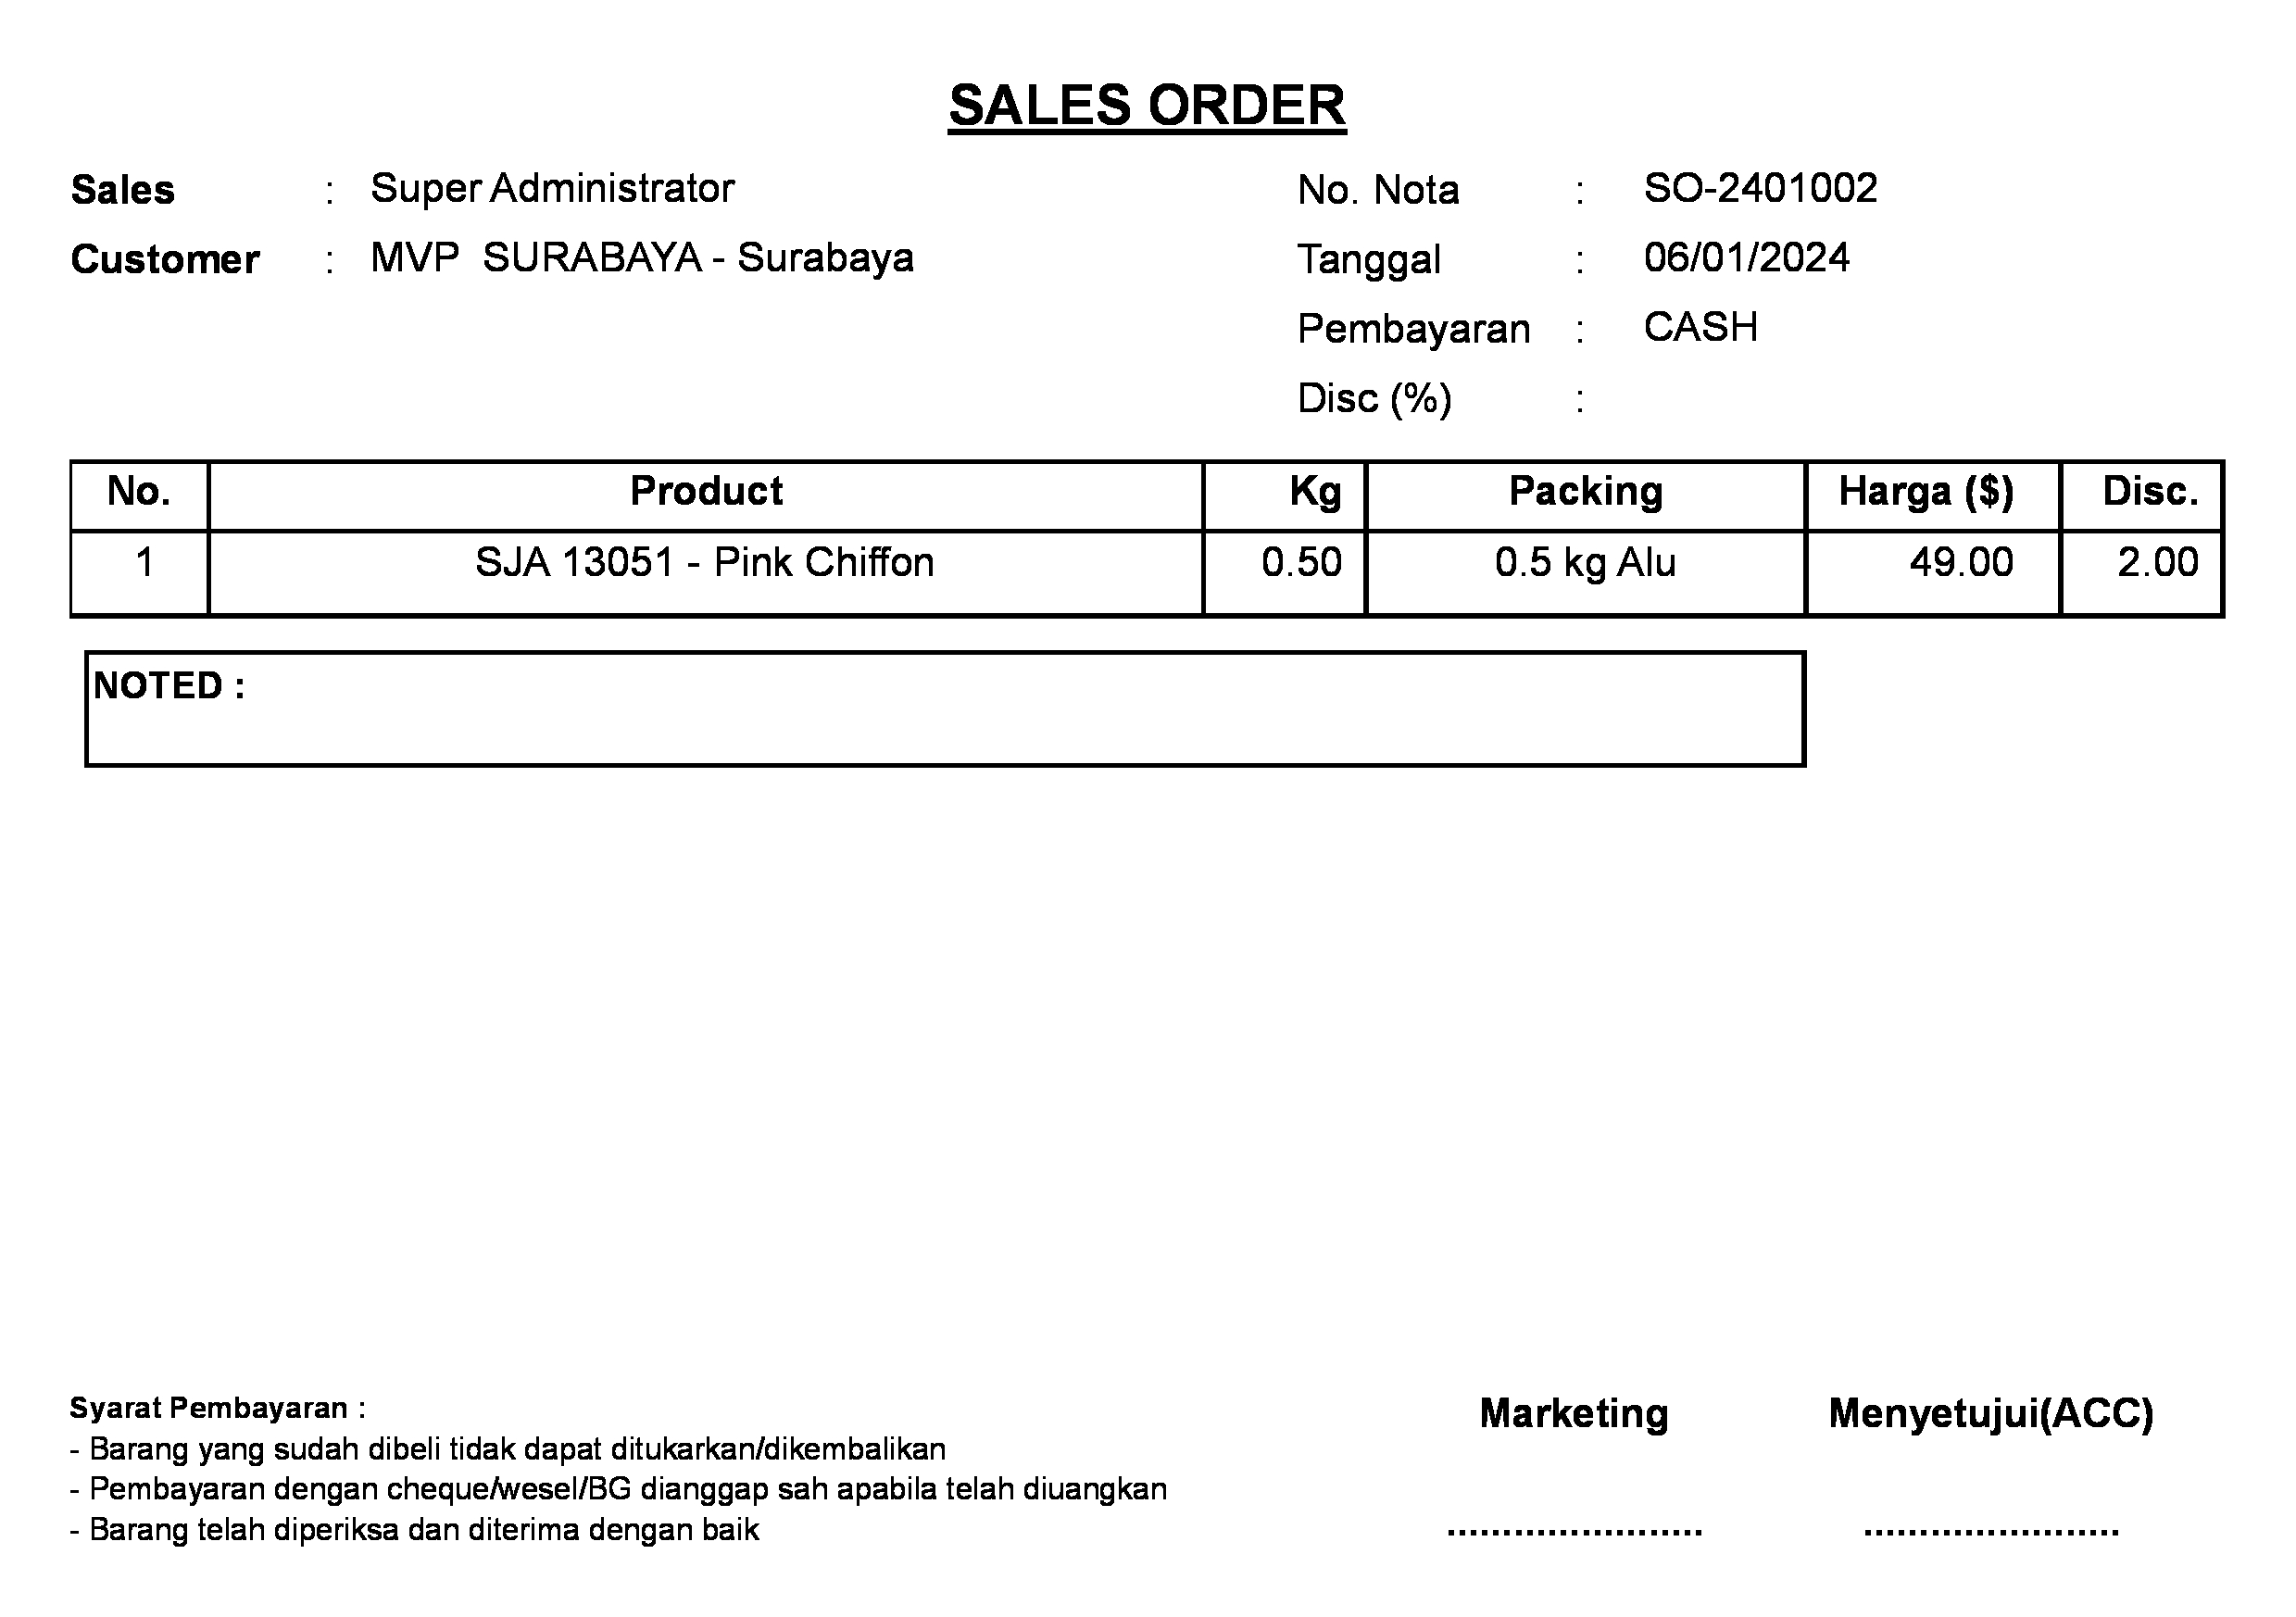 SALES ORDER
Sales : Super Administrator
No. Nota : SO-2401002
Customer : MVP SURABAYA - Surabaya
Tanggal : 06/01/2024
Pembayaran : CASH
Disc (%) :
No. Product Kg Packing Harga ($) Disc.
1 SJA 13051 - Pink Chiffon 0.50 0.5 kg Alu 49.00 2.00
NOTED :
Syarat Pembayaran :
- Barang yang sudah dibeli tidak dapat ditukarkan/dikembalikan
- Pembayaran dengan cheque/wesel/BG dianggap sah apabila telah diuangkan
- Barang telah diperiksa dan diterima dengan baik
Marketing Menyetujui(ACC)
........................ ........................